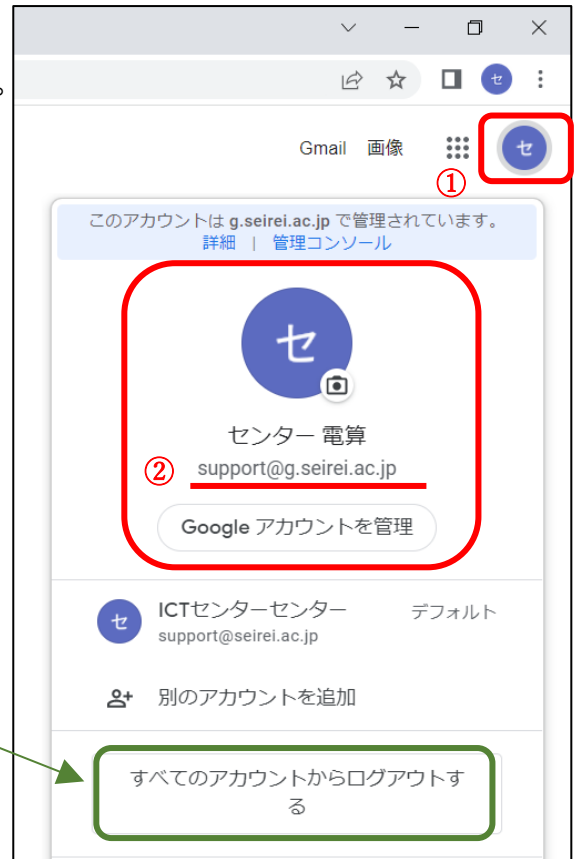 。
セ
Gmail 画像 セ
①
このアカウントは g.seirei.ac.jp で管理されています。
詳細 | 管理コンソール
セ
センター 電算
② support@g.seirei.ac.jp
Google アカウントを管理
セ ICTセンターセンター デフォルト
support@seirei.ac.jp
別のアカウントを追加
すべてのアカウントからログアウトす
る